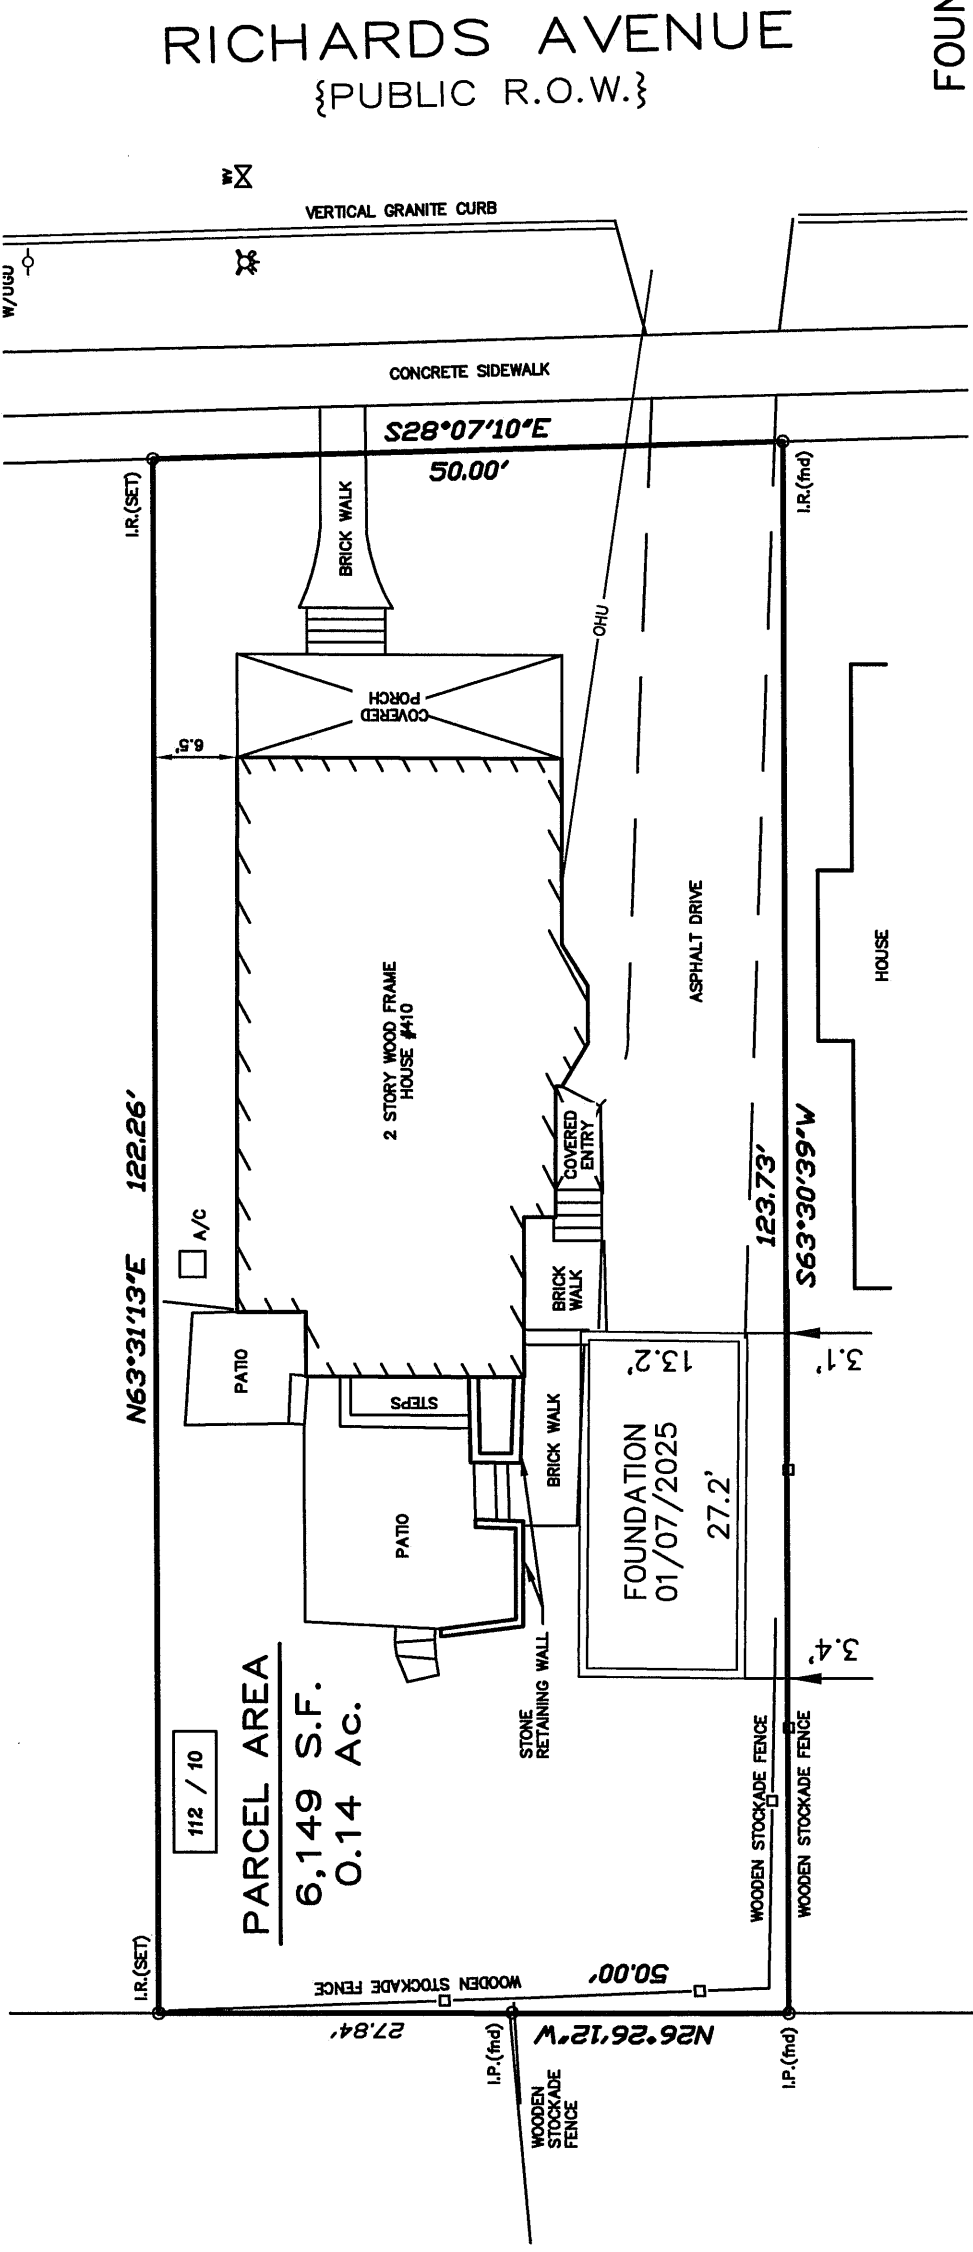 RICHARDS AVENUE
{PUBLIC R.O.W.}
FOUN
WV
VERTICAL GRANITE CURB
W/UGU
CONCRETE SIDEWALK
S28°07'10"E
50.00'
I.R.(SET)
I.R.(fnd)
BRICK WALK
OHU
COVERED
PORCH
6.5'
ASPHALT DRIVE
HOUSE
2 STORY WOOD FRAME
HOUSE #410
N63°31'13"E 122.26'
A/C
COVERED
ENTRY
123.73'
S63°30'39"W
BRICK
WALK
PATIO
STEPS
BRICK WALK
13.2'
3.1'
FOUNDATION
01/07/2025
27.2'
PATIO
3.4'
STONE
RETAINING WALL
PARCEL AREA
6,149 S.F.
0.14 Ac.
112 / 10
WOODEN STOCKADE FENCE
WOODEN STOCKADE FENCE
I.R.(SET)
WOODEN STOCKADE FENCE
50.00'
27.84'
N26°26'12"W
I.P.(fnd)
I.P.(fnd)
WOODEN
STOCKADE
FENCE